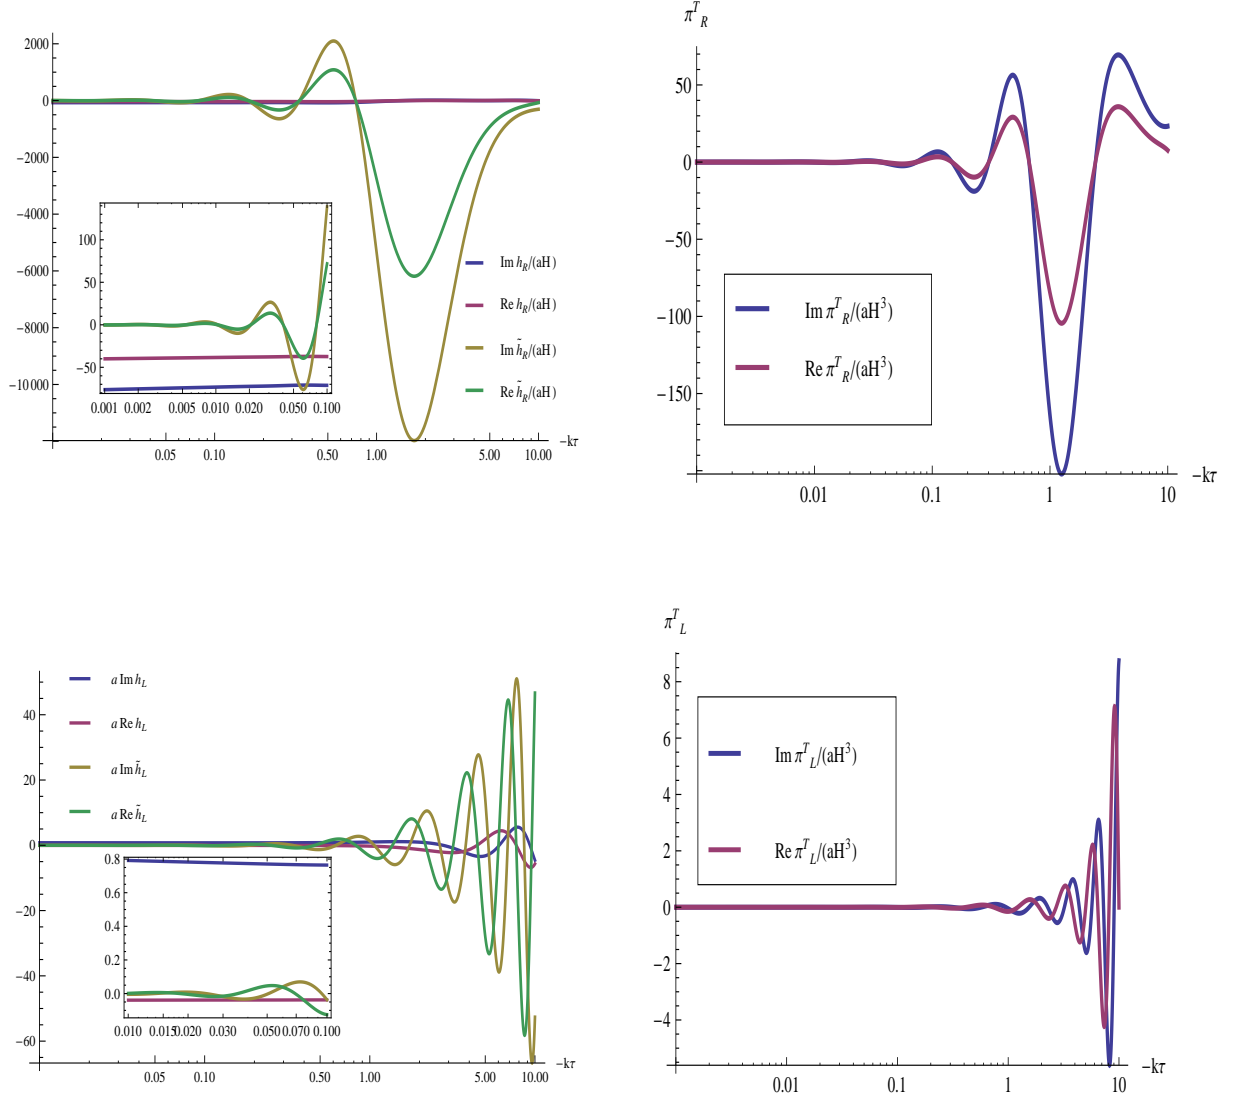 2000
0
-2000
-4000
-6000
-8000
-10000
0.05 0.10 0.50 1.00 5.00 10.00
-kτ
100
50
0
-50
0.001 0.002 0.005 0.010 0.020 0.050 0.100
Im h_R/(aH)
Re h_R/(aH)
Im h̃_R/(aH)
Re h̃_R/(aH)
π^T_R
50
0
-50
-100
-150
0.01 0.1 1 10
-kτ
Im π^T_R/(aH^3)
Re π^T_R/(aH^3)
a Im h_L
a Re h_L
a Im h̃_L
a Re h̃_L
40
20
0
-20
-40
-60
0.05 0.10 0.50 1.00 5.00 10.00
-kτ
0.8
0.6
0.4
0.2
0.0
0.010 0.015 0.020 0.030 0.050 0.070 0.100
π^T_L
8
6
4
2
0
-2
-4
0.01 0.1 1 10
-kτ
Im π^T_L/(aH^3)
Re π^T_L/(aH^3)